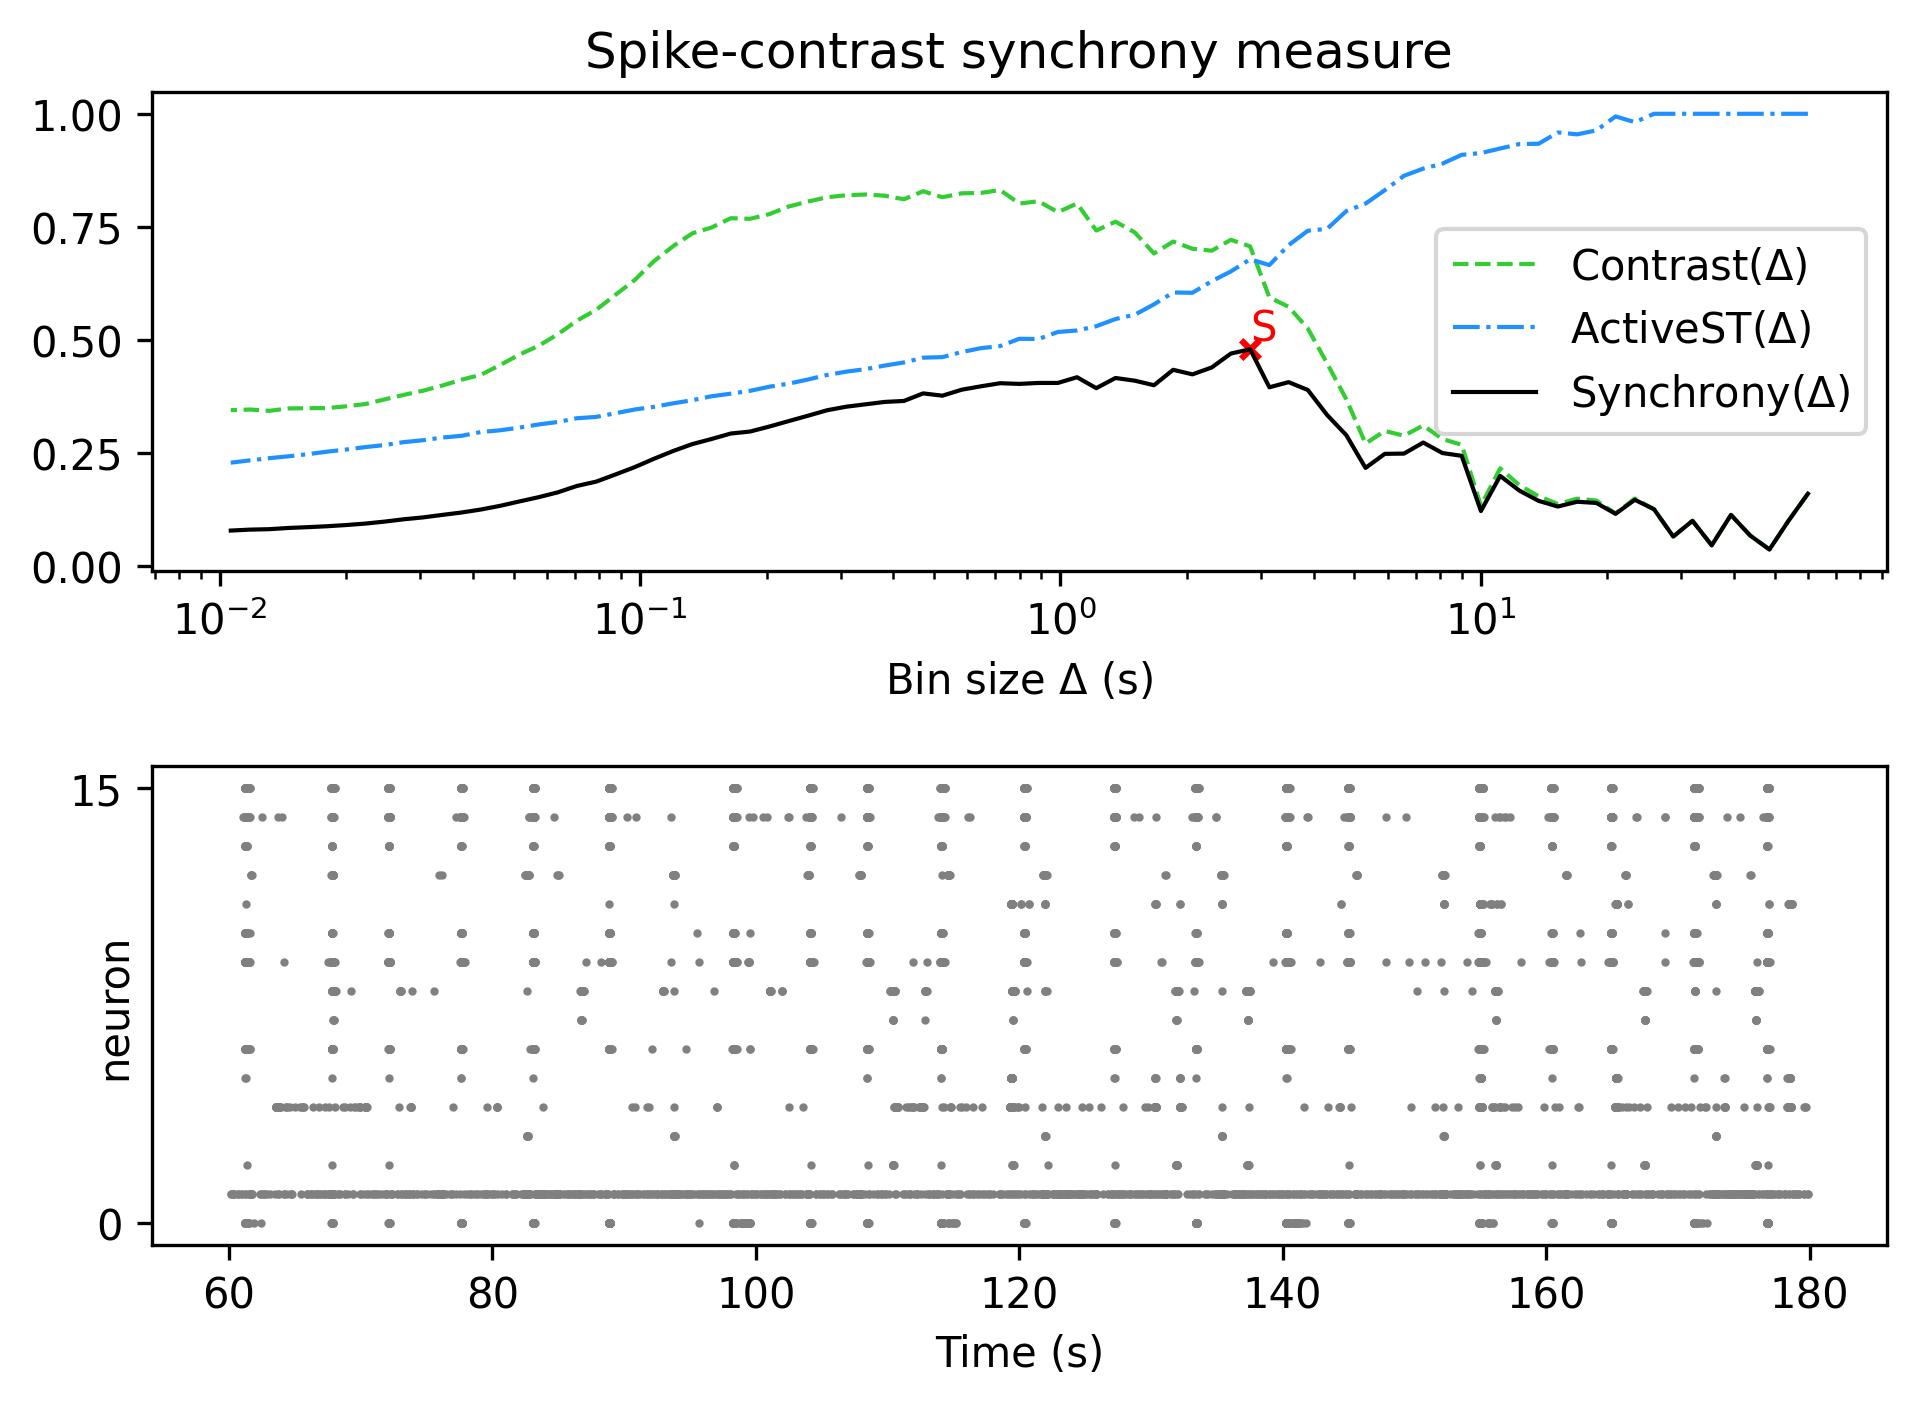 Spike-contrast synchrony measure
1.00
0.75
0.50
0.25
0.00
S
Contrast(Δ)
ActiveST(Δ)
Synchrony(Δ)
10⁻² 10⁻¹ 10⁰ 10¹
Bin size Δ (s)
15
neuron
0
60 80 100 120 140 160 180
Time (s)